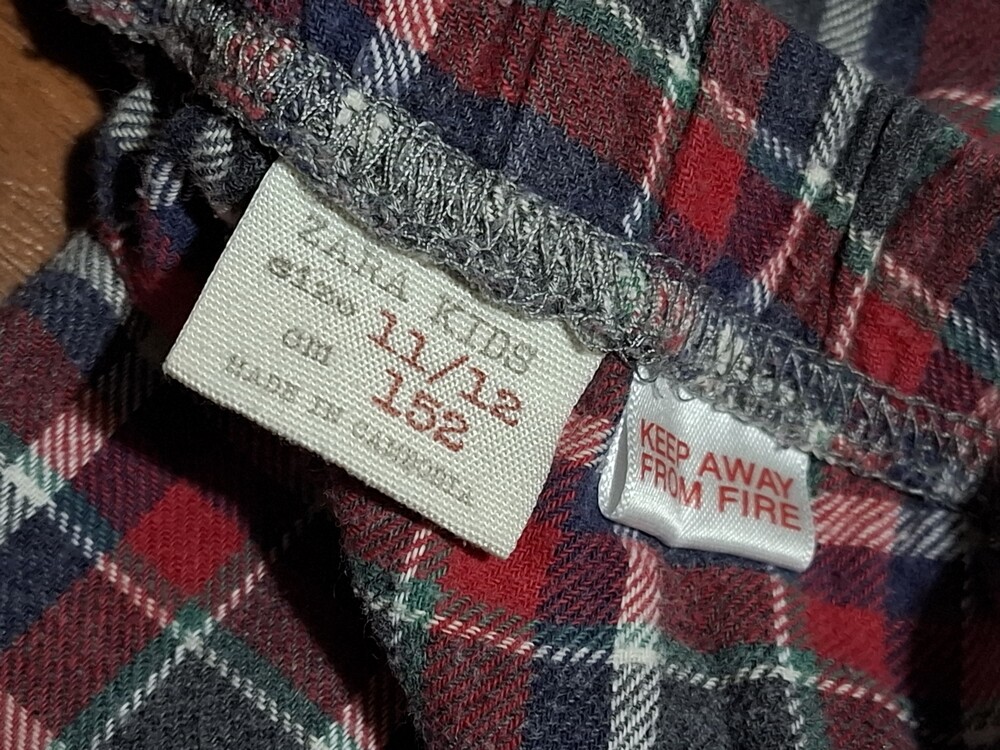 ZARA KIDS
size 11/12
cm 152
MADE IN CAMBODIA
KEEP AWAY
FROM FIRE